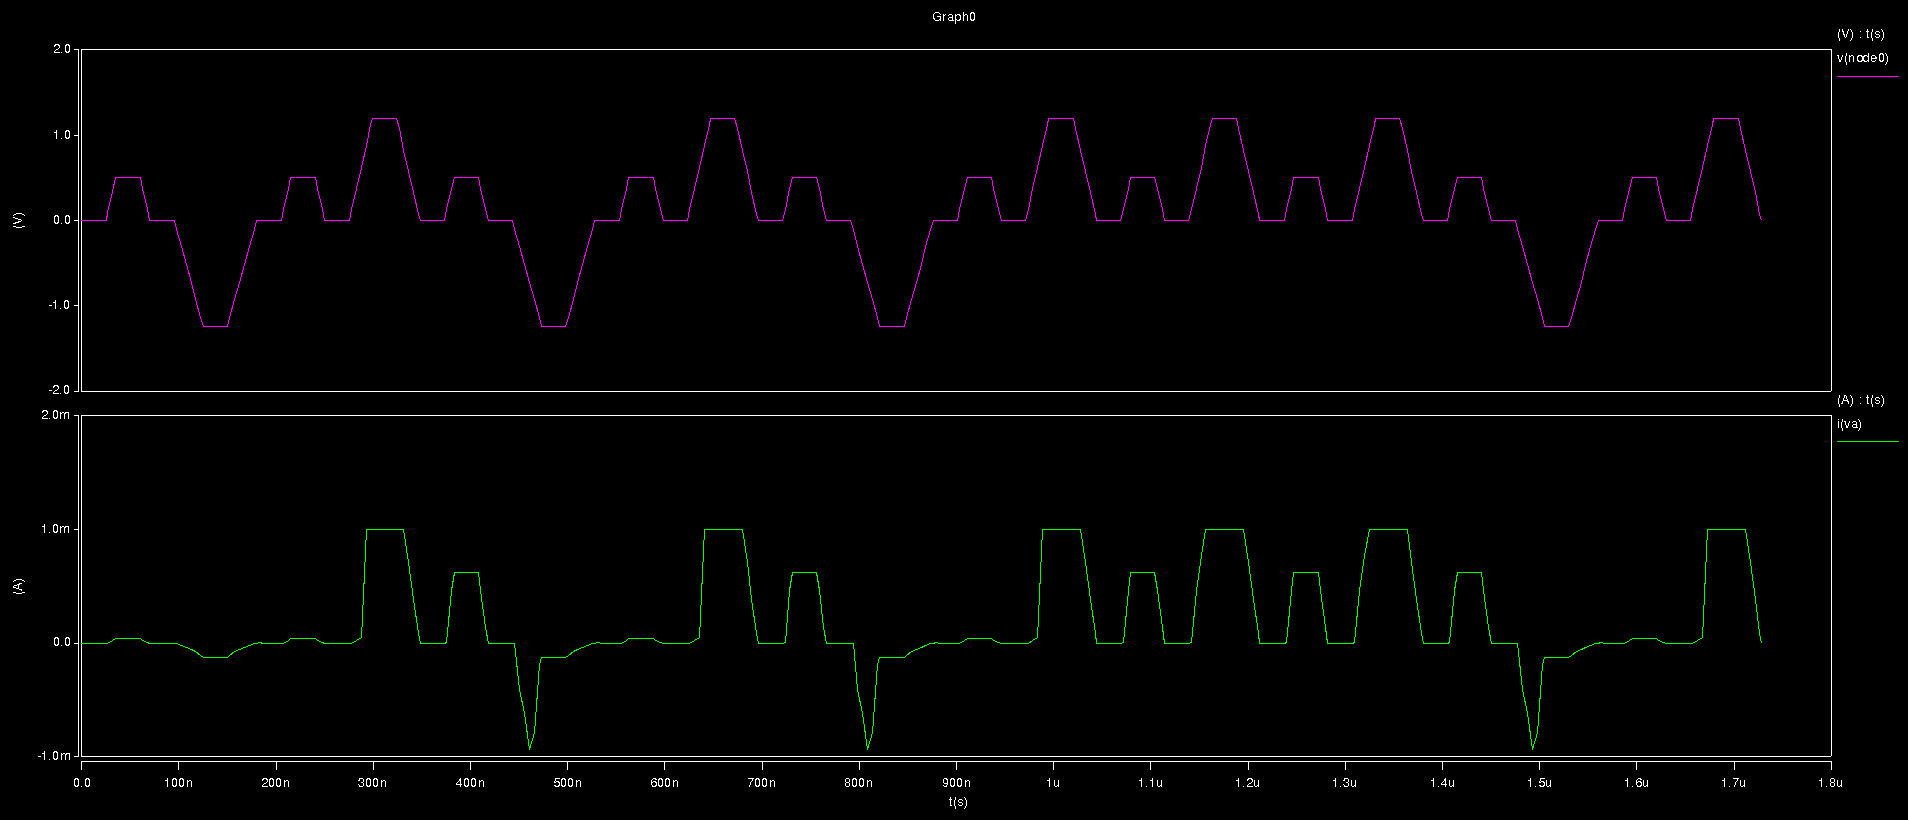 Graph0
(V) : t(s)
v(node0)
2.0
1.0
0.0
-1.0
-2.0
(V)
(A) : t(s)
i(va)
2.0m
1.0m
0.0
-1.0m
(A)
0.0 100n 200n 300n 400n 500n 600n 700n 800n 900n 1u 1.1u 1.2u 1.3u 1.4u 1.5u 1.6u 1.7u 1.8u
t(s)